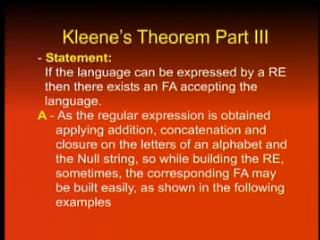 Kleene's Theorem Part III
- Statement:
If the language can be expressed by a RE
then there exists an FA accepting the
language.
A - As the regular expression is obtained
applying addition, concatenation and
closure on the letters of an alphabet and
the Null string, so while building the RE,
sometimes, the corresponding FA may
be built easily, as shown in the following
examples